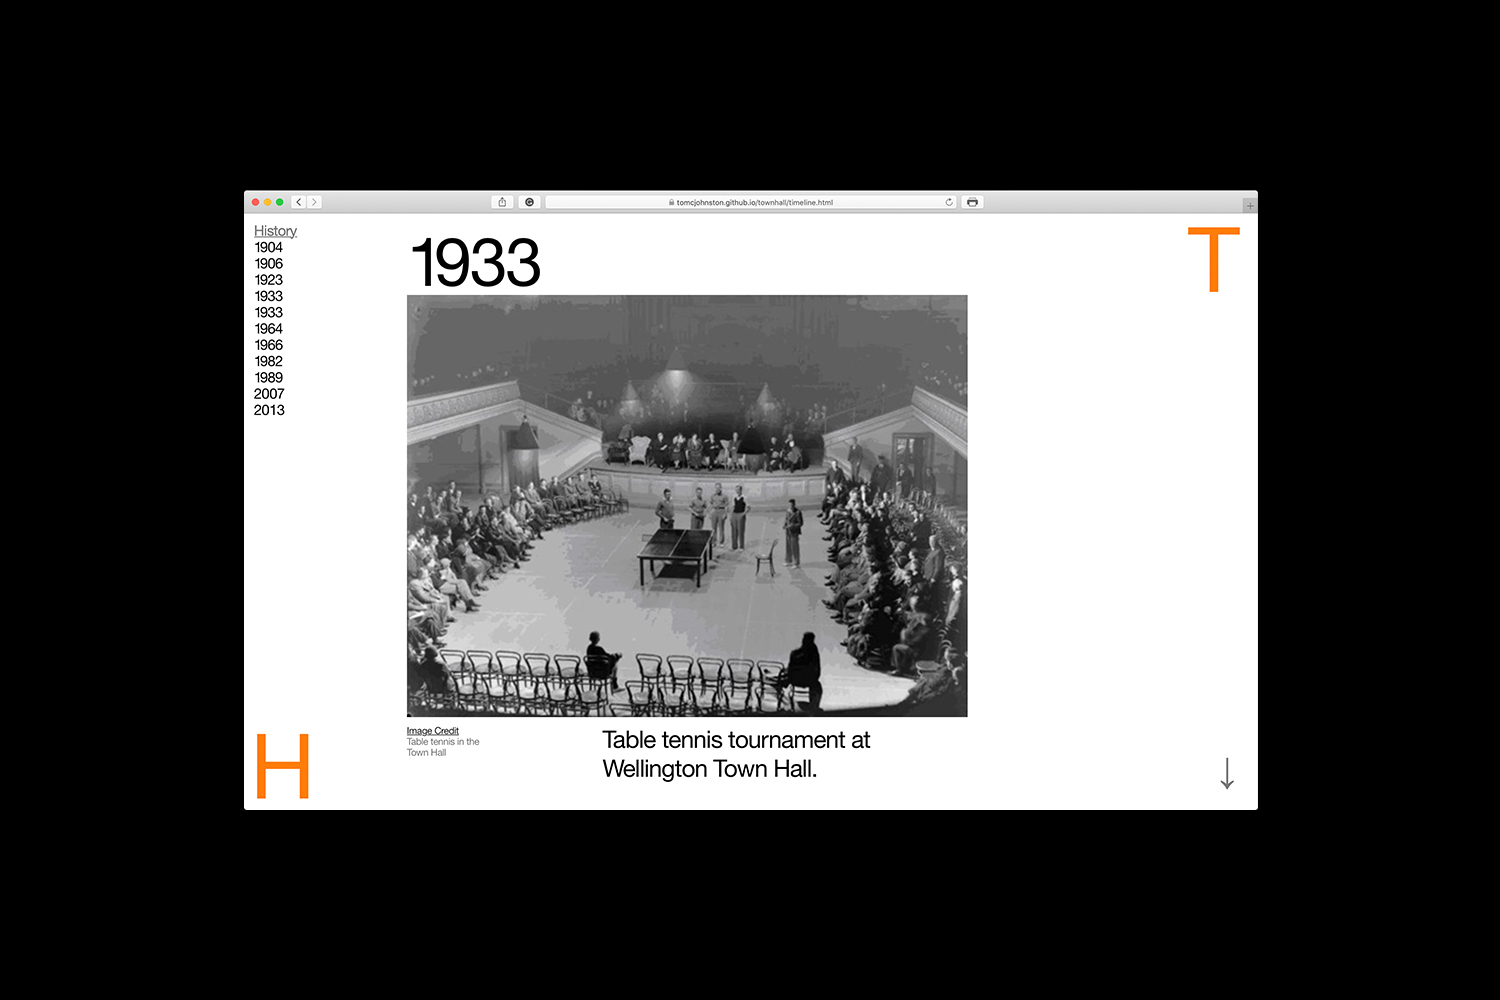 tomcjohnston.github.io/townhall/timeline.html
History
1904
1906
1923
1933
1933
1964
1966
1982
1989
2007
2013
1933
T
Image Credit
Table tennis in the
Town Hall
Table tennis tournament at
Wellington Town Hall.
H